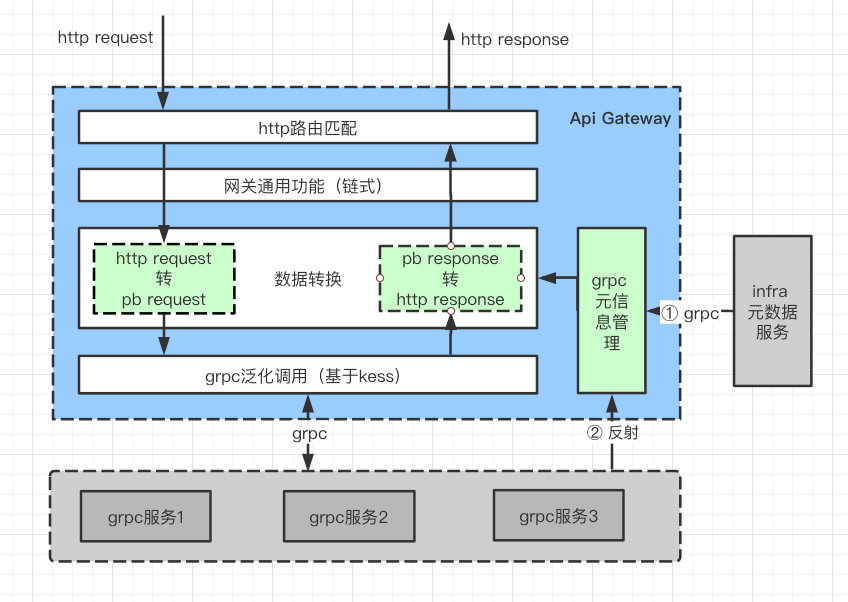 http request
http response
Api Gateway
http路由匹配
网关通用功能（链式）
http request
转
pb request
数据转换
pb response
转
http response
grpc
元信
息管
理
① grpc
infra
元数据
服务
grpc泛化调用（基于kess）
grpc
② 反射
grpc服务1
grpc服务2
grpc服务3